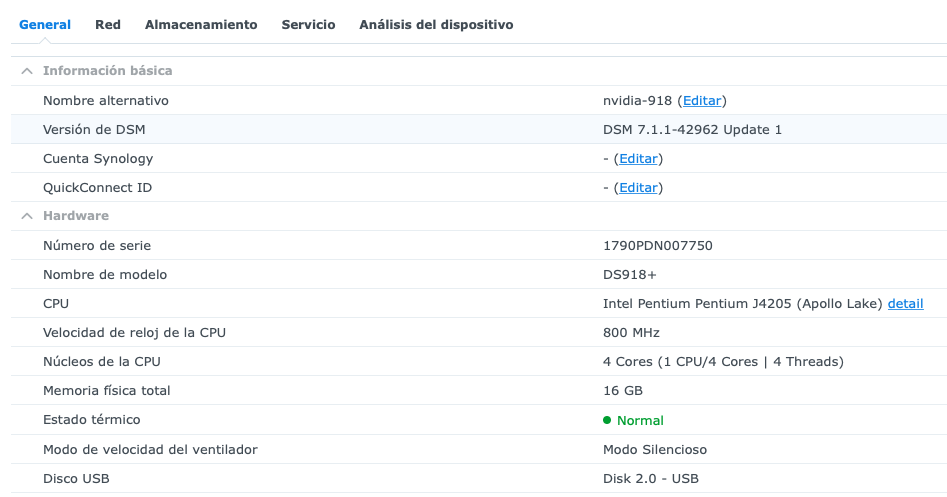 General Red Almacenamiento Servicio Análisis del dispositivo
Información básica
Nombre alternativo nvidia-918 (Editar)
Versión de DSM DSM 7.1.1-42962 Update 1
Cuenta Synology - (Editar)
QuickConnect ID - (Editar)
Hardware
Número de serie 1790PDN007750
Nombre de modelo DS918+
CPU Intel Pentium Pentium J4205 (Apollo Lake) detail
Velocidad de reloj de la CPU 800 MHz
Núcleos de la CPU 4 Cores (1 CPU/4 Cores | 4 Threads)
Memoria física total 16 GB
Estado térmico Normal
Modo de velocidad del ventilador Modo Silencioso
Disco USB Disk 2.0 - USB